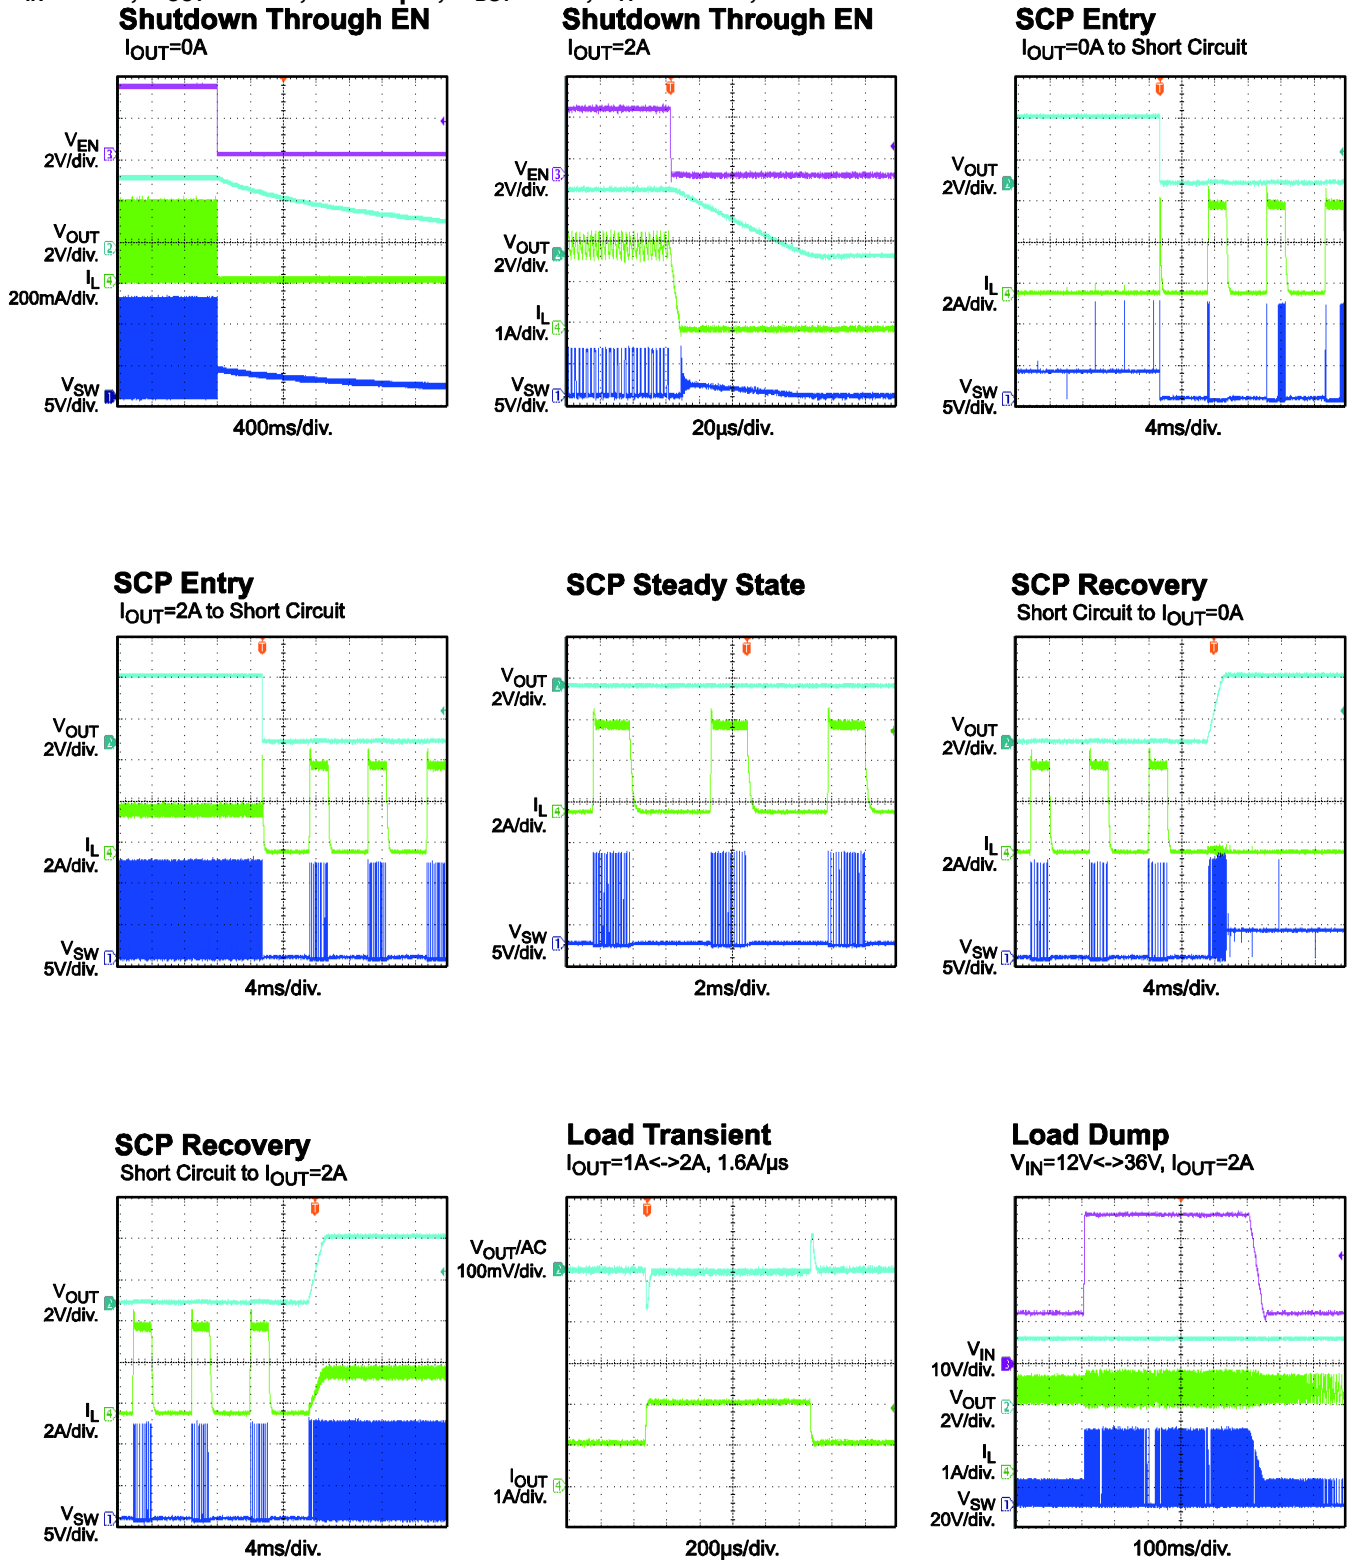 Shutdown Through EN
IOUT=0A
VEN
2V/div.
VOUT
2V/div.
IL
200mA/div.
VSW
5V/div.
400ms/div.
Shutdown Through EN
IOUT=2A
VEN
2V/div.
VOUT
2V/div.
IL
1A/div.
VSW
5V/div.
20µs/div.
SCP Entry
IOUT=0A to Short Circuit
VOUT
2V/div.
IL
2A/div.
VSW
5V/div.
4ms/div.
SCP Entry
IOUT=2A to Short Circuit
VOUT
2V/div.
IL
2A/div.
VSW
5V/div.
4ms/div.
SCP Steady State
VOUT
2V/div.
IL
2A/div.
VSW
5V/div.
2ms/div.
SCP Recovery
Short Circuit to IOUT=0A
VOUT
2V/div.
IL
2A/div.
VSW
5V/div.
4ms/div.
SCP Recovery
Short Circuit to IOUT=2A
VOUT
2V/div.
IL
2A/div.
VSW
5V/div.
4ms/div.
Load Transient
IOUT=1A<->2A, 1.6A/µs
VOUT/AC
100mV/div.
IOUT
1A/div.
200µs/div.
Load Dump
VIN=12V<->36V, IOUT=2A
VIN
10V/div.
VOUT
2V/div.
IL
1A/div.
VSW
20V/div.
100ms/div.